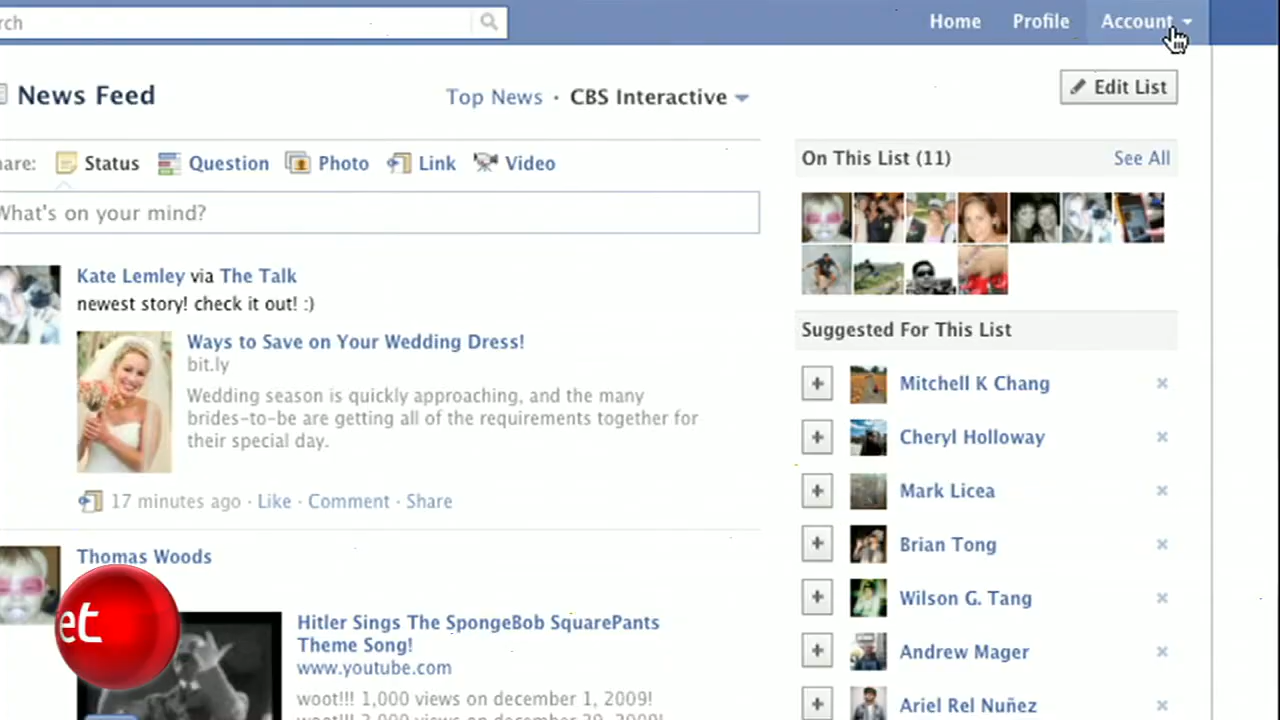 rch
Home Profile Account
News Feed
Top News · CBS Interactive
Edit List
are: Status Question Photo Link Video
What's on your mind?
Kate Lemley via The Talk
newest story! check it out! :)
Ways to Save on Your Wedding Dress!
bit.ly
Wedding season is quickly approaching, and the many
brides-to-be are getting all of the requirements together for
their special day.
17 minutes ago · Like · Comment · Share
Thomas Woods
Hitler Sings The SpongeBob SquarePants
Theme Song!
www.youtube.com
woot!!! 1,000 views on december 1, 2009!
et
On This List (11) See All
Suggested For This List
Mitchell K Chang
Cheryl Holloway
Mark Licea
Brian Tong
Wilson G. Tang
Andrew Mager
Ariel Rel Nuñez